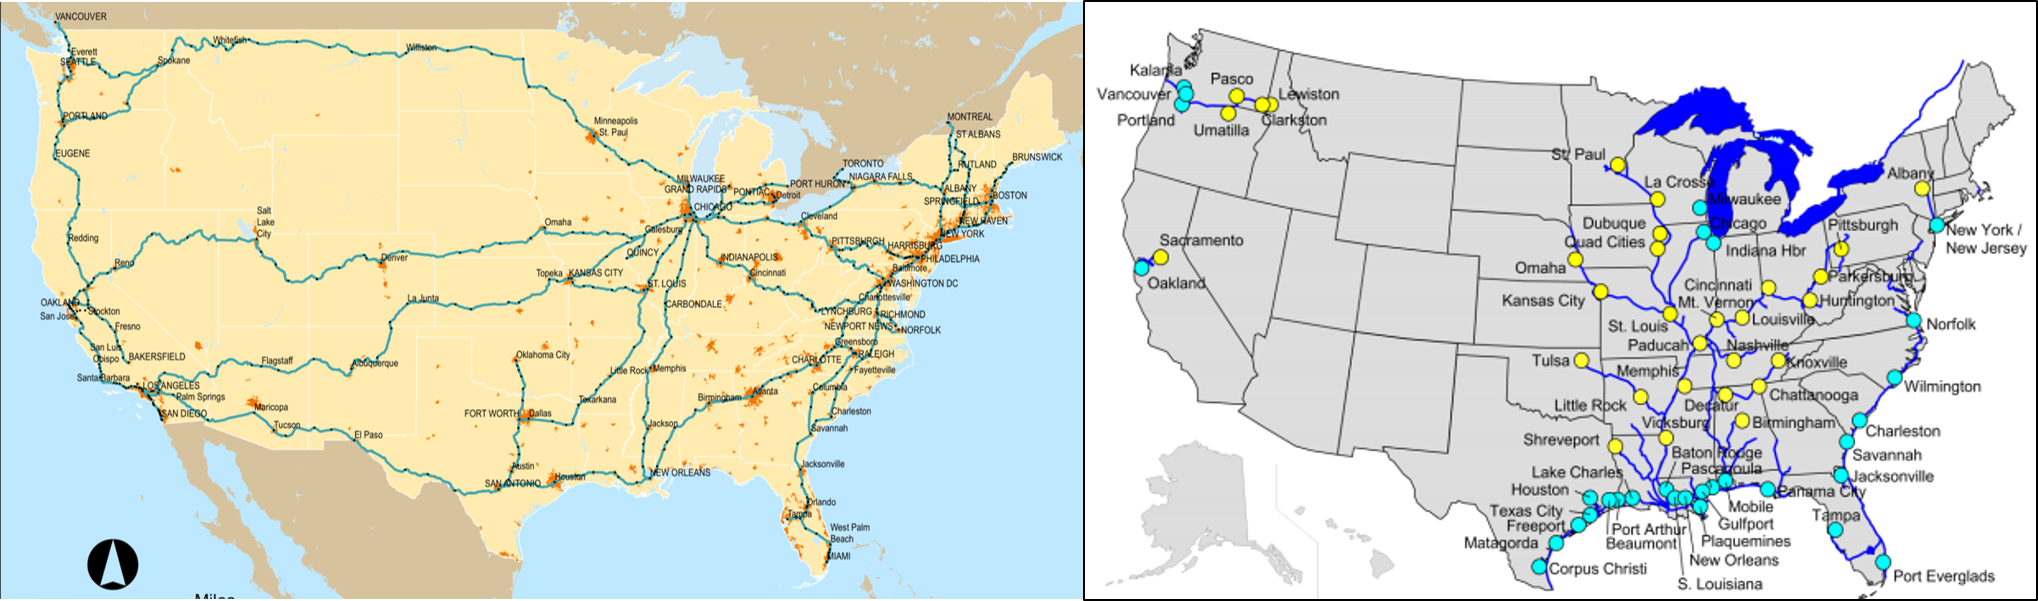 VANCOUVER
Everett
SEATTLE
Spokane
Whitefish
Williston
PORTLAND
EUGENE
Minneapolis
St. Paul
MONTREAL
ST ALBANS
RUTLAND
BRUNSWICK
TORONTO
NIAGARA FALLS
MILWAUKEE
GRAND RAPIDS
PONTIAC
PORT HURON
Detroit
ALBANY
BOSTON
SPRINGFIELD
CHICAGO
NEW HAVEN
Cleveland
Salt
Lake
City
Redding
Omaha
Galesburg
NEW YORK
PITTSBURGH
HARRISBURG
Reno
Denver
QUINCY
INDIANAPOLIS
PHILADELPHIA
Topeka
KANSAS CITY
Cincinnati
Baltimore
WASHINGTON DC
ST. LOUIS
OAKLAND
Stockton
San Jose
La Junta
CARBONDALE
Charlottesville
LYNCHBURG
RICHMOND
Fresno
NEWPORT NEWS
NORFOLK
San Luis
Obispo
BAKERSFIELD
Flagstaff
Albuquerque
Oklahoma City
Greensboro
CHARLOTTE
RALEIGH
Santa Barbara
LOS ANGELES
Palm Springs
Little Rock
Memphis
Fayetteville
SAN DIEGO
Maricopa
Tucson
FORT WORTH
Dallas
Texarkana
Birmingham
Atlanta
Columbia
Charleston
El Paso
Jackson
Savannah
Austin
SAN ANTONIO
Houston
NEW ORLEANS
Jacksonville
Orlando
Tampa
West Palm
Beach
MIAMI
Miles
Kalama
Pasco
Lewiston
Vancouver
Portland
Umatilla
Clarkston
St. Paul
La Crosse
Albany
Milwaukee
Dubuque
Chicago
Pittsburgh
New York /
New Jersey
Sacramento
Quad Cities
Indiana Hbr
Oakland
Omaha
Cincinnati
Parkersburg
Kansas City
Mt. Vernon
Huntington
St. Louis
Louisville
Norfolk
Paducah
Nashville
Tulsa
Memphis
Knoxville
Wilmington
Little Rock
Decatur
Chattanooga
Vicksburg
Birmingham
Charleston
Shreveport
Baton Rouge
Savannah
Lake Charles
Pascagoula
Jacksonville
Houston
Panama City
Texas City
Mobile
Tampa
Freeport
Port Arthur
Gulfport
Matagorda
Beaumont
Plaquemines
New Orleans
Corpus Christi
S. Louisiana
Port Everglads